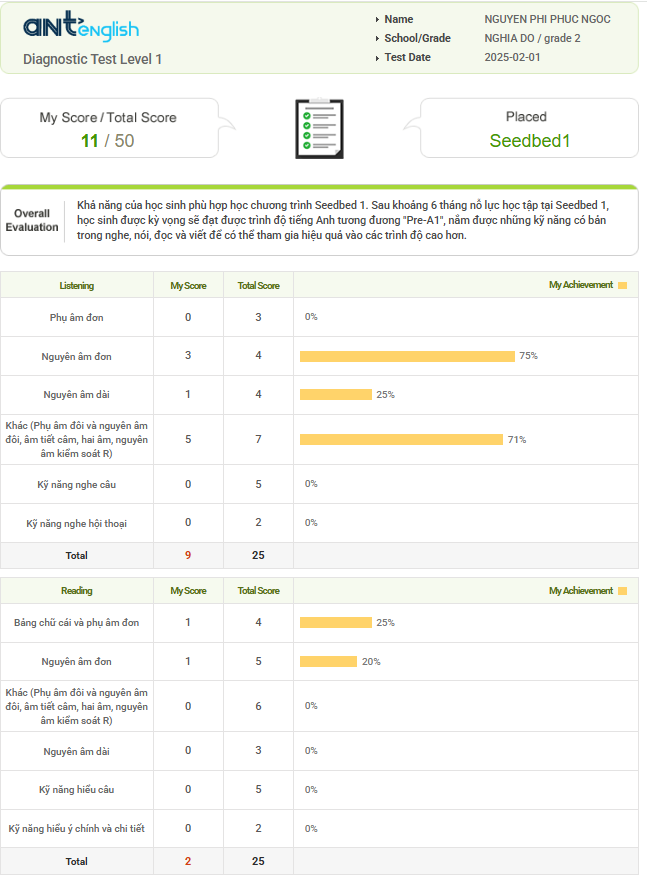 ant english
Diagnostic Test Level 1
Name NGUYEN PHI PHUC NGOC
School/Grade NGHIA DO / grade 2
Test Date 2025-02-01
My Score / Total Score
11 / 50
Placed
Seedbed1
Overall
Evaluation
Khả năng của học sinh phù hợp học chương trình Seedbed 1. Sau khoảng 6 tháng nỗ lực học tập tại Seedbed 1,
học sinh được kỳ vọng sẽ đạt được trình độ tiếng Anh tương đương "Pre-A1", nắm được những kỹ năng cơ bản
trong nghe, nói, đọc và viết để có thể tham gia hiệu quả vào các trình độ cao hơn.
Listening My Score Total Score My Achievement
Phụ âm đơn 0 3 0%
Nguyên âm đơn 3 4 75%
Nguyên âm dài 1 4 25%
Khác (Phụ âm đôi và nguyên âm
đôi, âm tiết câm, hai âm, nguyên
âm kiểm soát R) 5 7 71%
Kỹ năng nghe câu 0 5 0%
Kỹ năng nghe hội thoại 0 2 0%
Total 9 25
Reading My Score Total Score My Achievement
Bảng chữ cái và phụ âm đơn 1 4 25%
Nguyên âm đơn 1 5 20%
Khác (Phụ âm đôi và nguyên âm
đôi, âm tiết câm, hai âm, nguyên
âm kiểm soát R) 0 6 0%
Nguyên âm dài 0 3 0%
Kỹ năng hiểu câu 0 5 0%
Kỹ năng hiểu ý chính và chi tiết 0 2 0%
Total 2 25